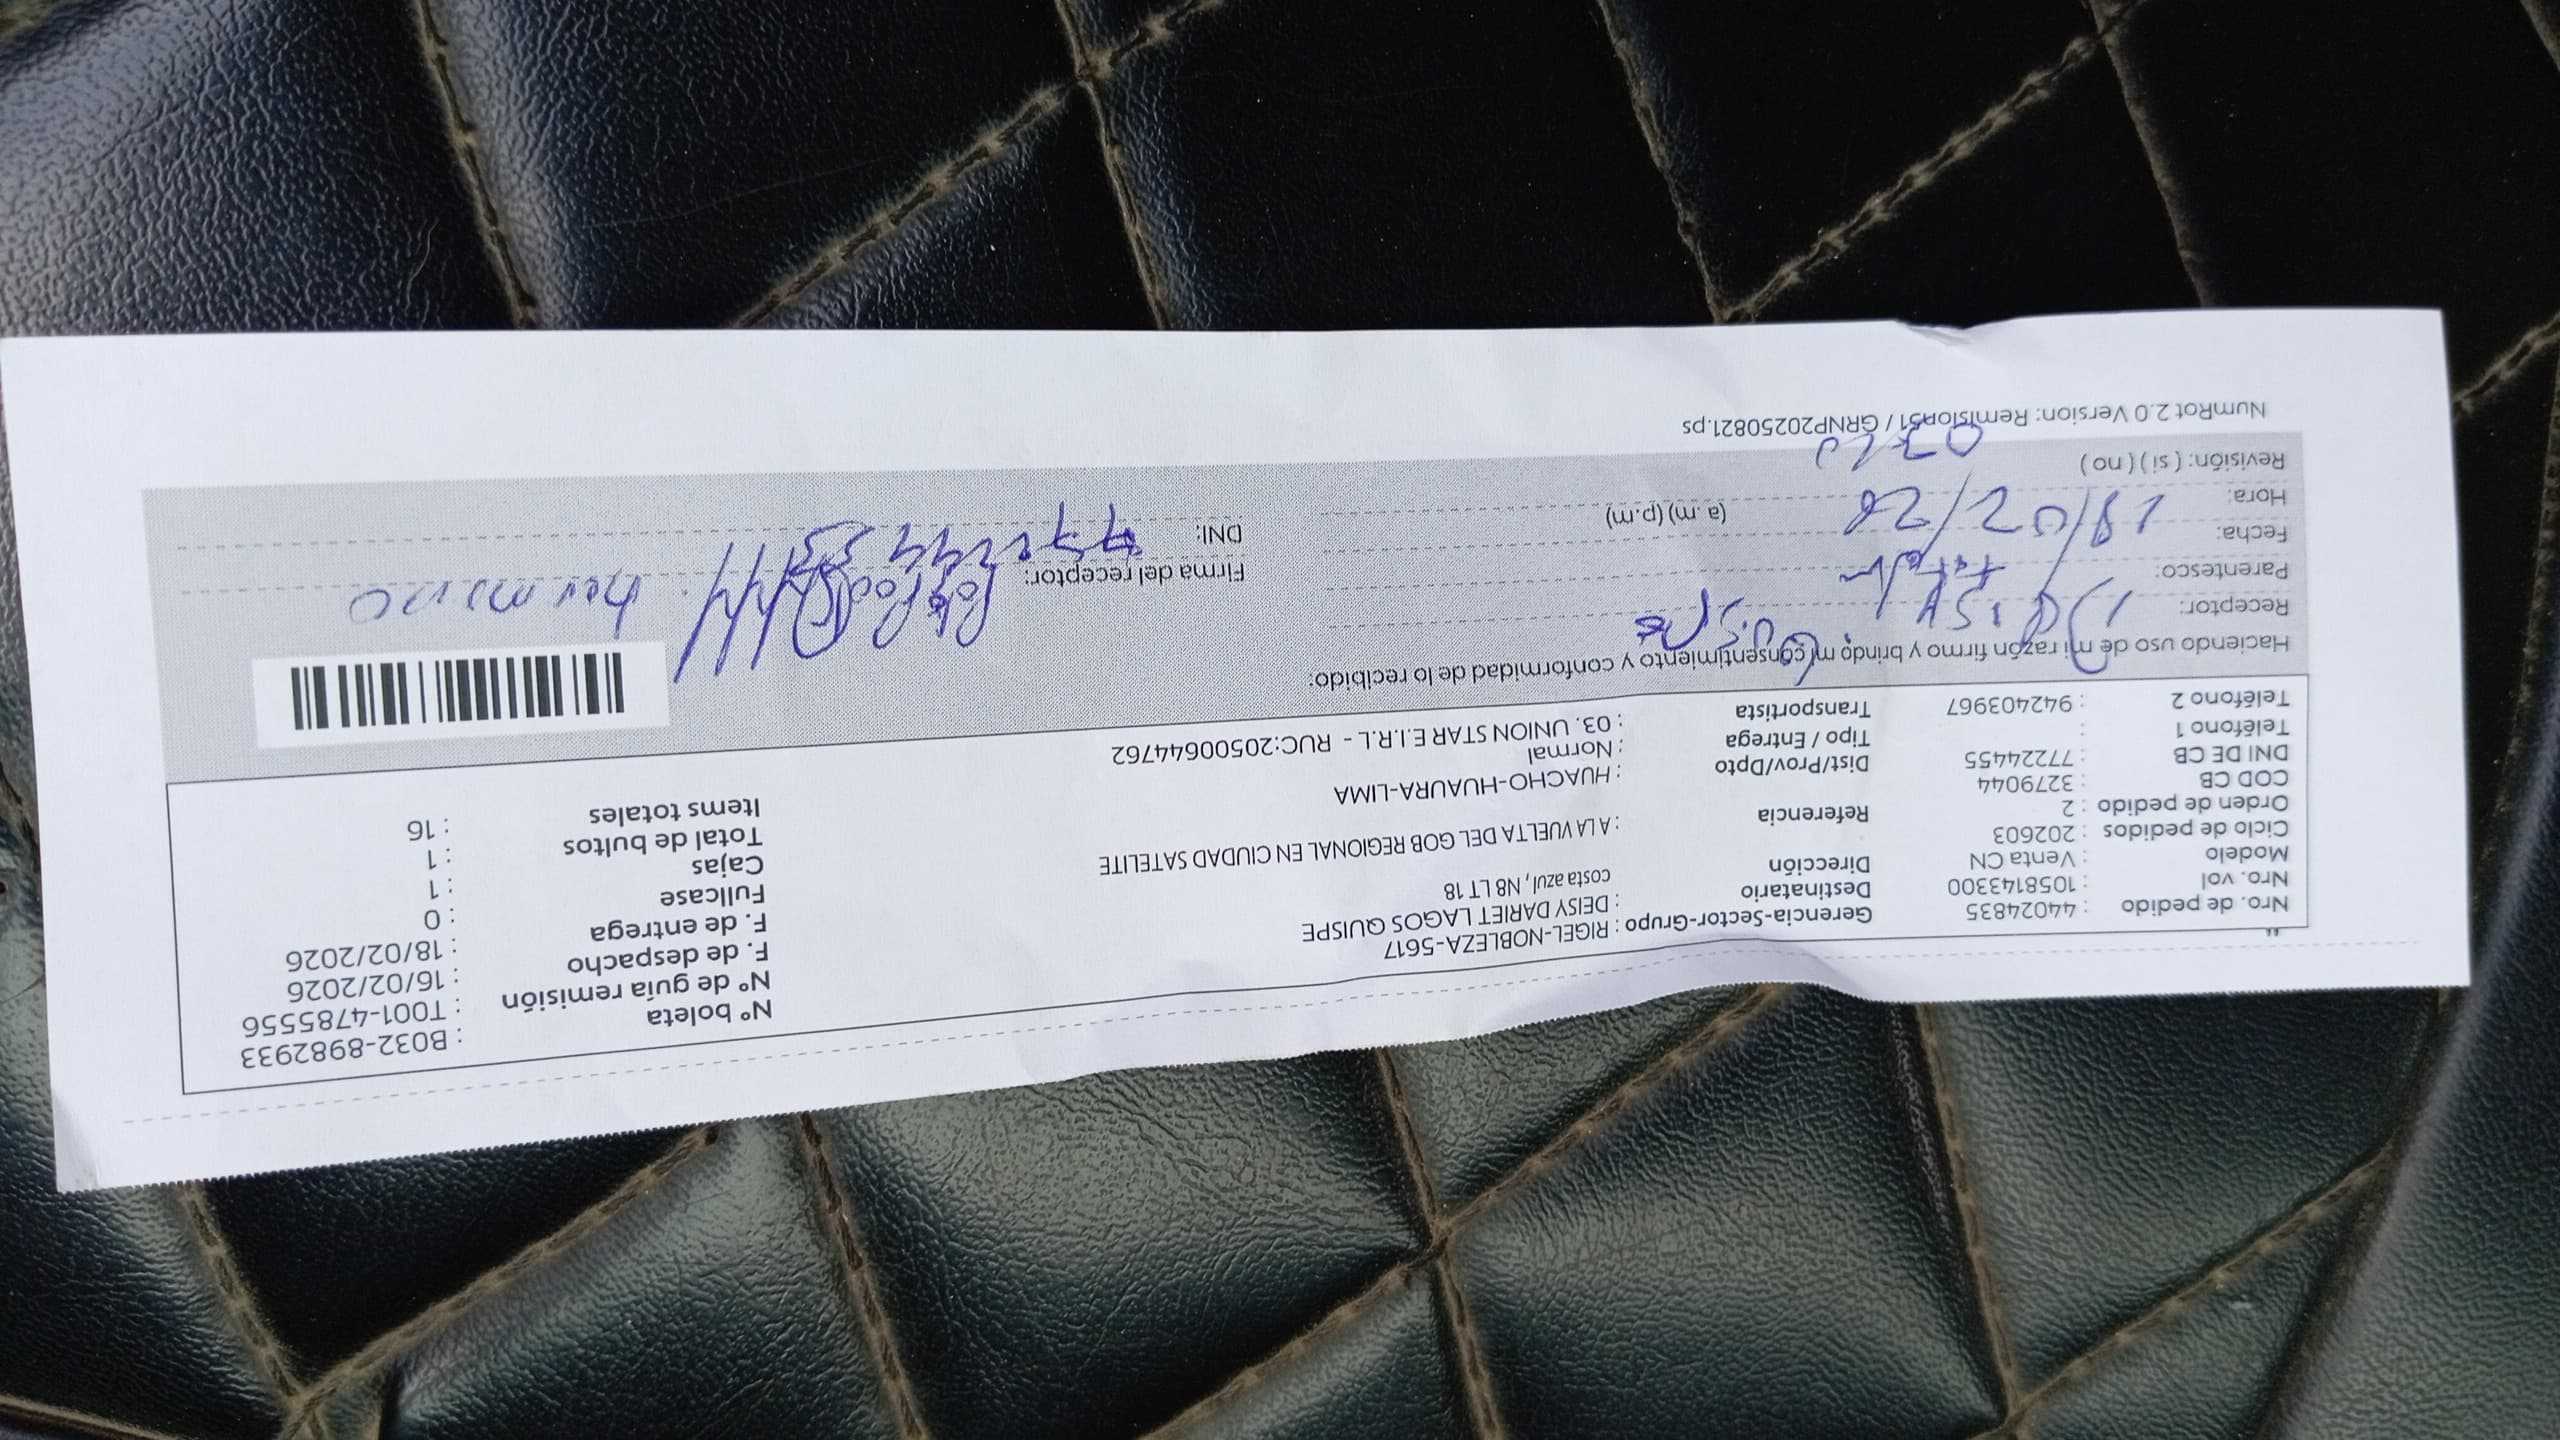 Nro. de pedido : 44024835
Nro. vol : 1058143300
Modelo : Venta CN
Ciclo de pedidos : 202603
Orden de pedido : 2
COD CB : 3279044
DNI DE CB : 77224455
Teléfono 1 :
Teléfono 2 : 942403967
Gerencia-Sector-Grupo : RIGEL-NOBLEZA-5617
Destinatario : DEISY DARIET LAGOS QUISPE
Dirección costa azul, N8 LT 18
Referencia : A LA VUELTA DEL GOB REGIONAL EN CIUDAD SATELITE
Dist/Prov/Dpto : HUACHO-HUAURA-LIMA
Tipo / Entrega : Normal
Transportista : 03. UNION STAR E.I.R.L - RUC:20500644762
N° boleta : B032-8982933
N° de guía remisión : T001-4785556
F. de despacho : 16/02/2026
F. de entrega : 18/02/2026
Fullcase : 0
Cajas : 1
Total de bultos : 1
Items totales : 16
Haciendo uso de mi razón firmo y brindo mi consentimiento y conformidad de lo recibido:
Receptor:
Parentesco: titular
Fecha: 18/02/26
Hora: (a.m) (p.m)
Revisión: ( si ) ( no )
Firma del receptor:
DNI:
NumRot 2.0 Version: Remision51 / GRNP20250821.ps